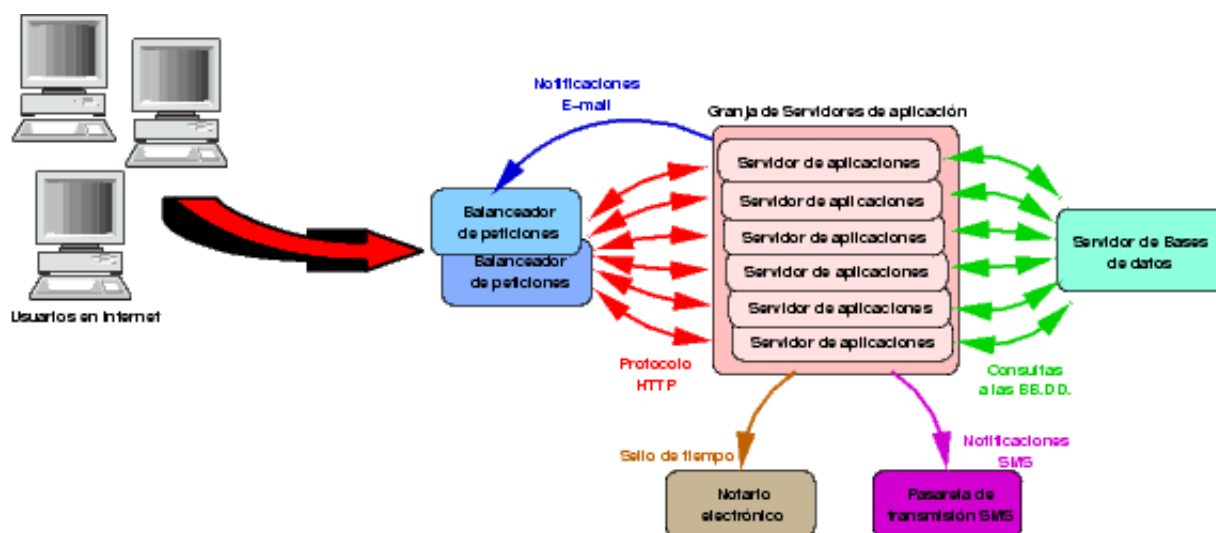 Notificaciones
E-mail
Granja de Servidores de aplicación
Servidor de aplicaciones
Servidor de aplicaciones
Servidor de aplicaciones
Servidor de aplicaciones
Servidor de aplicaciones
Servidor de aplicaciones
Balanceador
de peticiones
Balanceador
de peticiones
Servidor de Bases
de datos
Usuarios en Internet
Protocolo
HTTP
Consultas
a las BB.DD.
Sello de tiempo
Notificaciones
SMS
Notario
electrónico
Pasarela de
transmisión SMS